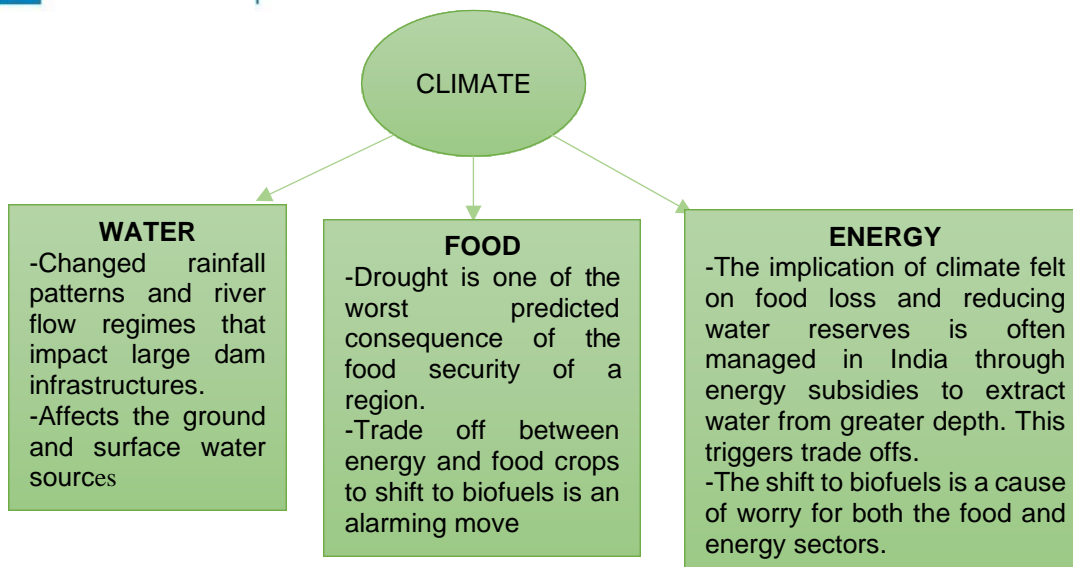 CLIMATE
WATER
-Changed rainfall
patterns and river
flow regimes that
impact large dam
infrastructures.
-Affects the ground
and surface water
sources
FOOD
-Drought is one of the
worst predicted
consequence of the
food security of a
region.
-Trade off between
energy and food crops
to shift to biofuels is an
alarming move
ENERGY
-The implication of climate felt
on food loss and reducing
water reserves is often
managed in India through
energy subsidies to extract
water from greater depth. This
triggers trade offs.
-The shift to biofuels is a cause
of worry for both the food and
energy sectors.